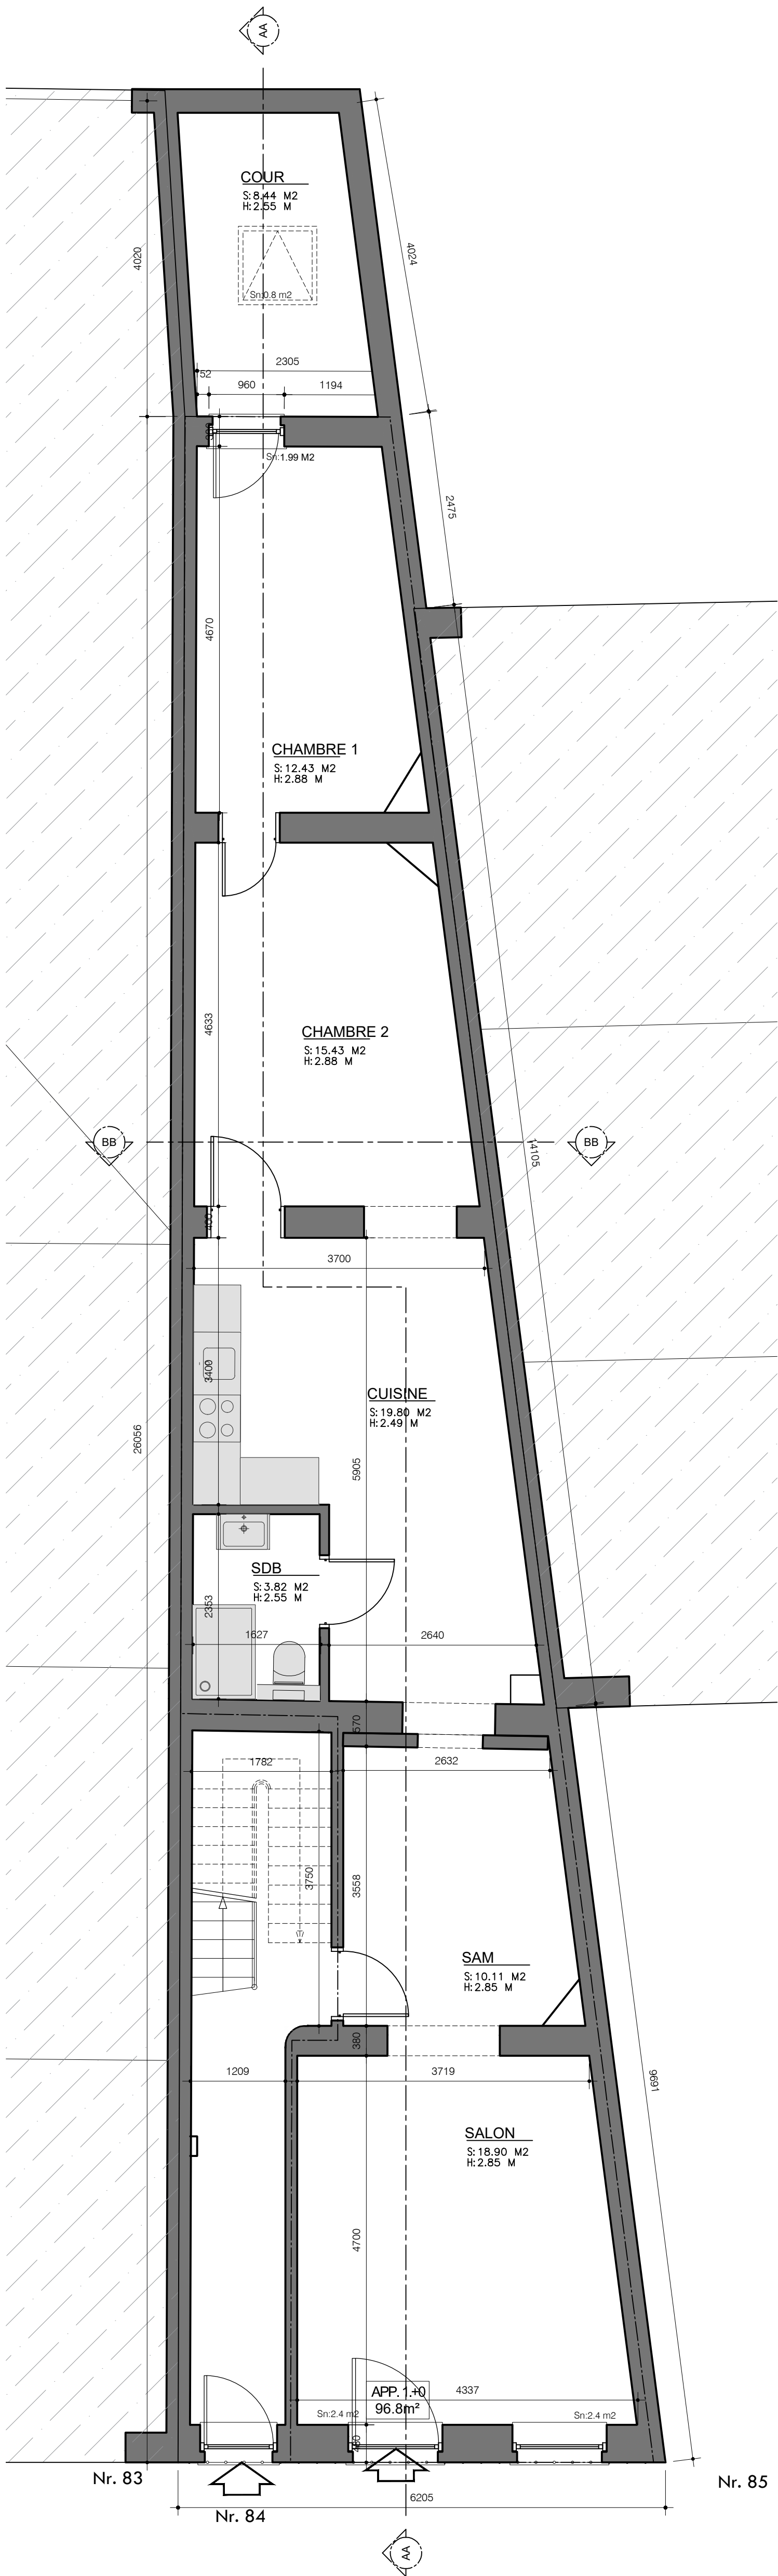 AA
COUR
S: 8.44 M2
H: 2.55 M
4020
4024
Sn:0.8 m2
2305
52
960
1194
Sn:1.99 M2
2475
4670
CHAMBRE 1
S: 12.43 M2
H: 2.88 M
4633
CHAMBRE 2
S: 15.43 M2
H: 2.88 M
BB
BB
14105
400
3700
3400
CUISINE
S: 19.80 M2
H: 2.49 M
26056
5905
SDB
S: 3.82 M2
H: 2.55 M
2353
1627
2640
570
1782
2632
3750
3558
SAM
S: 10.11 M2
H: 2.85 M
380
1209
3719
9691
SALON
S: 18.90 M2
H: 2.85 M
4700
APP. 1.+0
96.8m²
4337
Sn:2.4 m2
Sn:2.4 m2
Nr. 83
Nr. 85
6205
Nr. 84
AA